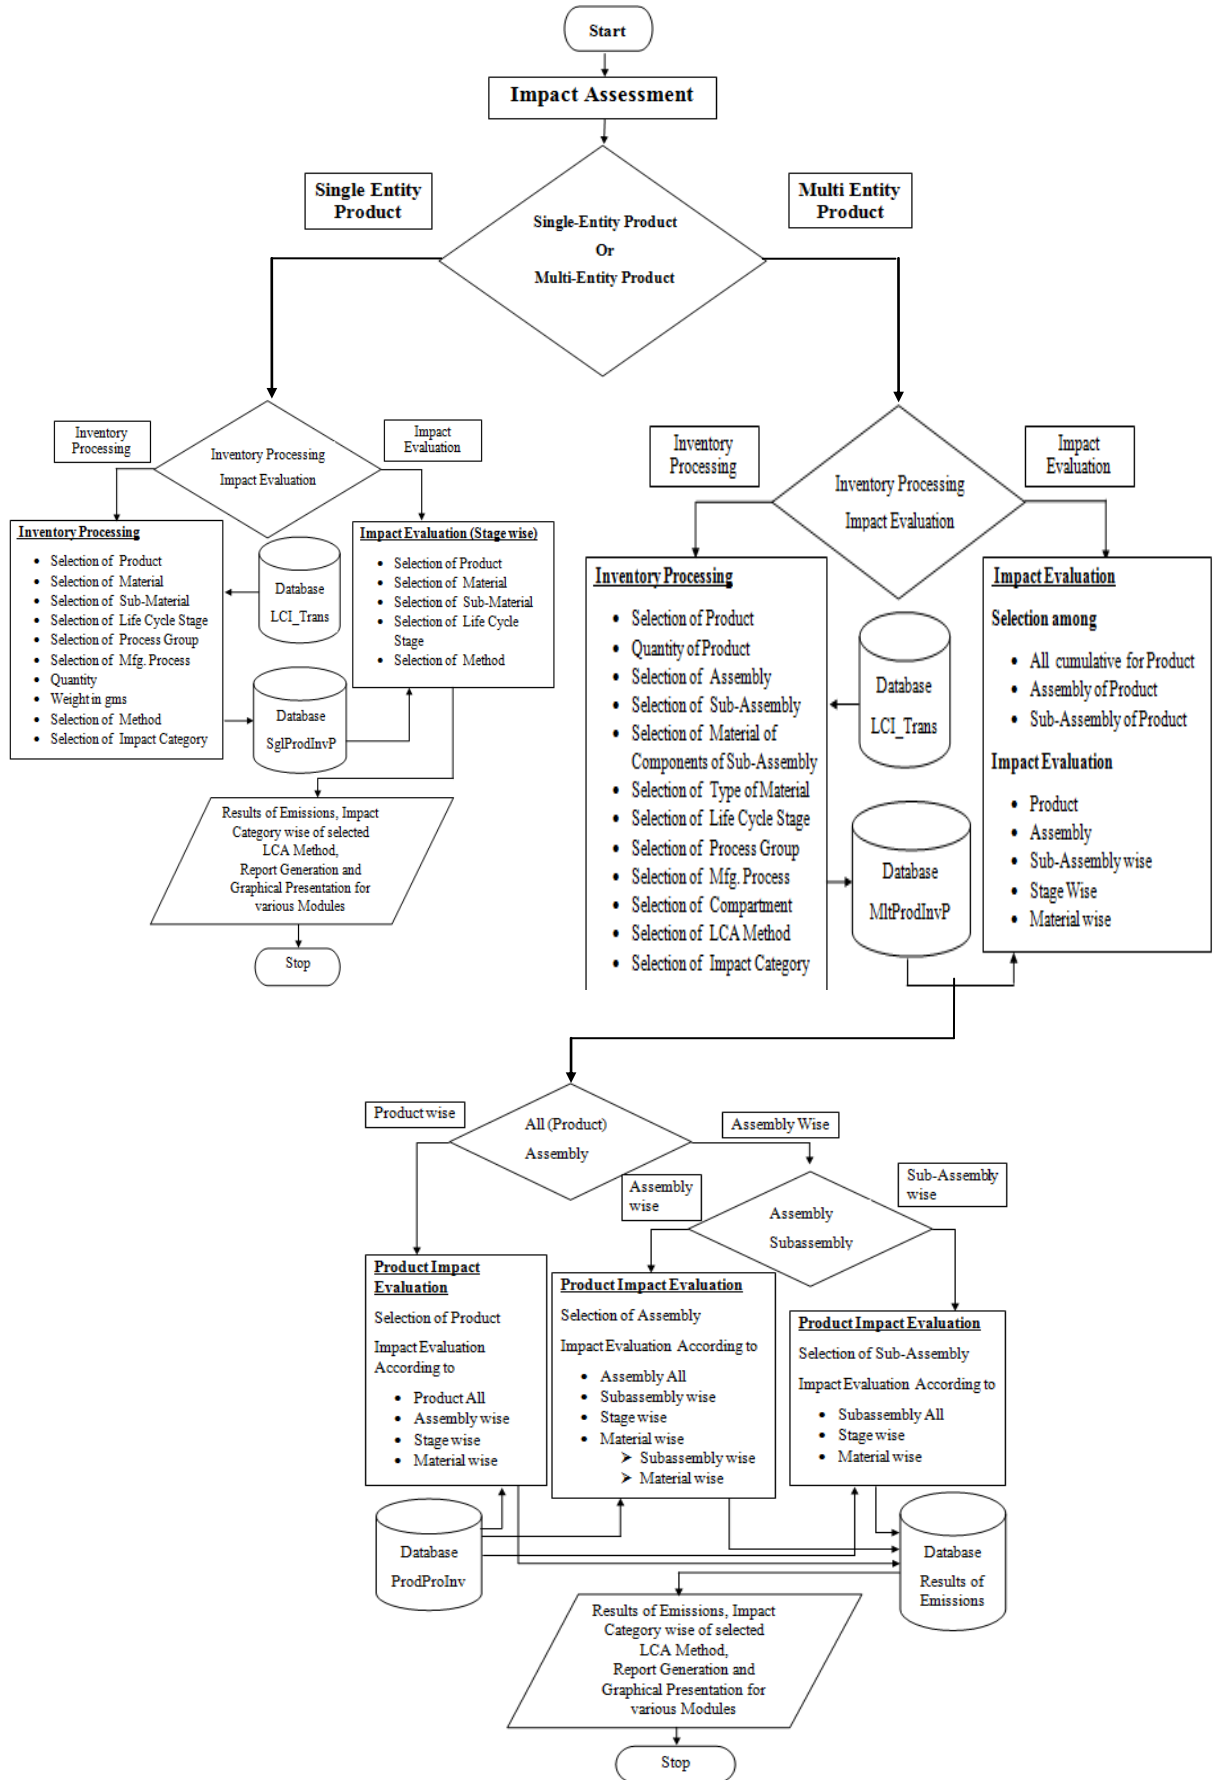 Start
Impact Assessment
Single Entity
Product
Multi Entity
Product
Single-Entity Product
Or
Multi-Entity Product
Inventory
Processing
Impact
Evaluation
Inventory Processing
Impact Evaluation
Inventory Processing
• Selection of Product
• Selection of Material
• Selection of Sub-Material
• Selection of Life Cycle Stage
• Selection of Process Group
• Selection of Mfg. Process
• Quantity
• Weight in gms
• Selection of Method
• Selection of Impact Category
Database
LCI_Trans
Database
SglProdInvP
Impact Evaluation (Stage wise)
• Selection of Product
• Selection of Material
• Selection of Sub-Material
• Selection of Life Cycle
Stage
• Selection of Method
Results of Emissions, Impact
Category wise of selected
LCA Method,
Report Generation and
Graphical Presentation for
various Modules
Stop
Inventory
Processing
Impact
Evaluation
Inventory Processing
Impact Evaluation
Inventory Processing
• Selection of Product
• Quantity of Product
• Selection of Assembly
• Selection of Sub-Assembly
• Selection of Material of
Components of Sub-Assembly
• Selection of Type of Material
• Selection of Life Cycle Stage
• Selection of Process Group
• Selection of Mfg. Process
• Selection of Compartment
• Selection of LCA Method
• Selection of Impact Category
Database
LCI_Trans
Database
MltProdInvP
Impact Evaluation
Selection among
• All cumulative for Product
• Assembly of Product
• Sub-Assembly of Product
Impact Evaluation
• Product
• Assembly
• Sub-Assembly wise
• Stage Wise
• Material wise
Product wise
All (Product)
Assembly
Assembly Wise
Assembly
wise
Sub-Assembly
wise
Assembly
Subassembly
Product Impact
Evaluation
Selection of Product
Impact Evaluation
According to
• Product All
• Assembly wise
• Stage wise
• Material wise
Product Impact Evaluation
Selection of Assembly
Impact Evaluation According to
• Assembly All
• Subassembly wise
• Stage wise
• Material wise
➢ Subassembly wise
➢ Material wise
Product Impact Evaluation
Selection of Sub-Assembly
Impact Evaluation According to
• Subassembly All
• Stage wise
• Material wise
Database
ProdProInv
Database
Results of
Emissions
Results of Emissions, Impact
Category wise of selected
LCA Method,
Report Generation and
Graphical Presentation for
various Modules
Stop